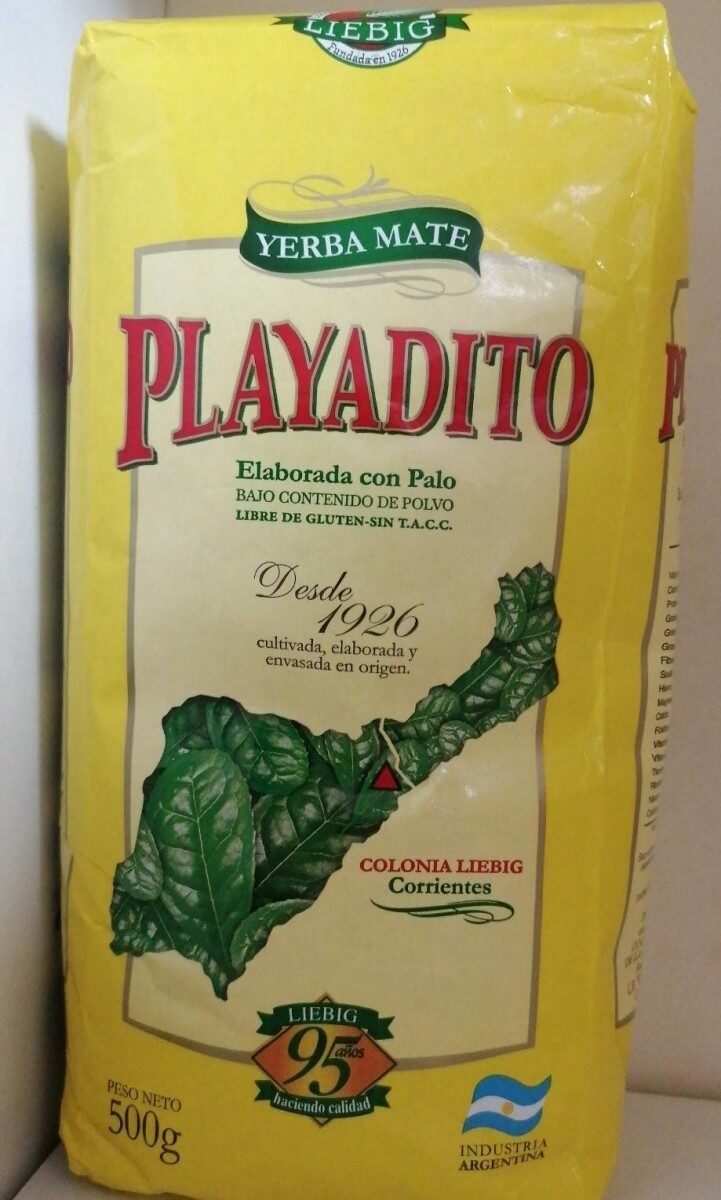 LIEBIG
Fundada en 1926
YERBA MATE
PLAYADITO
Elaborada con Palo
BAJO CONTENIDO DE POLVO
LIBRE DE GLUTEN-SIN T.A.C.C.
Desde
1926
cultivada, elaborada y
envasada en origen.
COLONIA LIEBIG
Corrientes
LIEBIG
95 años
haciendo calidad
PESO NETO
500g
INDUSTRIA
ARGENTINA